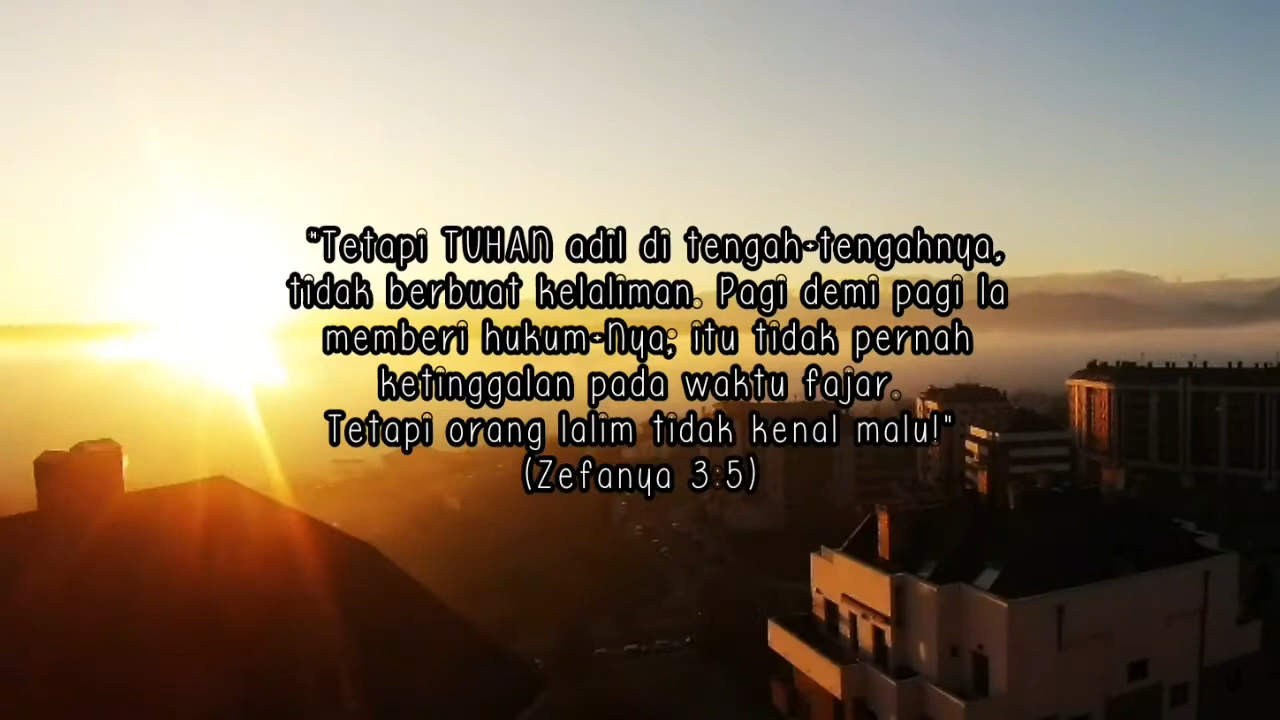 "Tetapi TUHAN adil di tengah-tengahnya,
tidak berbuat kelaliman. Pagi demi pagi Ia
memberi hukum-Nya; itu tidak pernah
ketinggalan pada waktu fajar.
Tetapi orang lalim tidak kenal malu!"
(Zefanya 3:5)